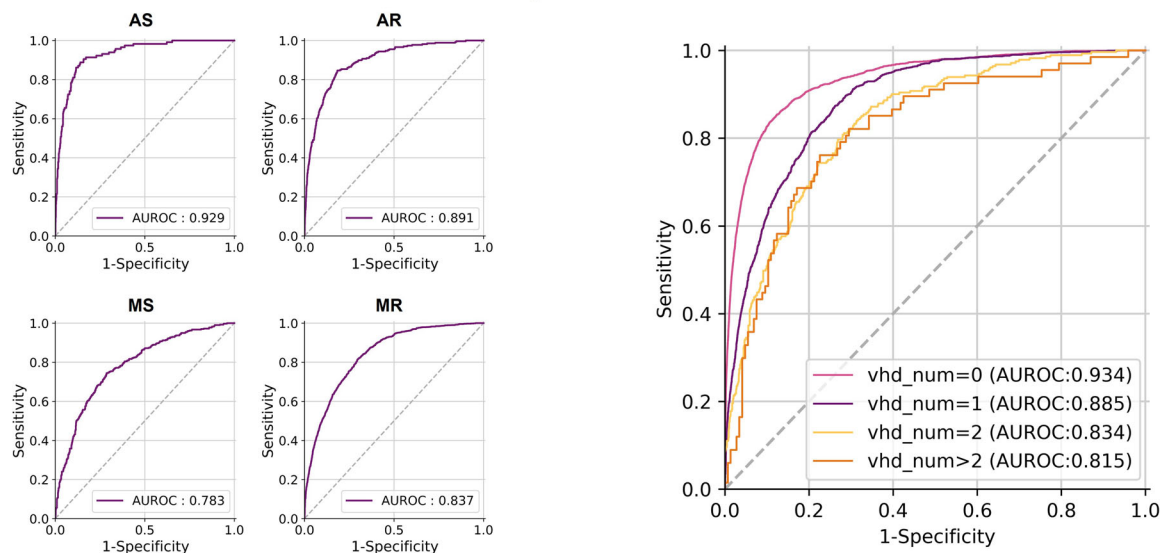 AS
1.0
0.8
0.6
0.4
0.2
0.0
Sensitivity
AUROC : 0.929
0.0 0.5 1.0
1-Specificity
AR
1.0
0.8
0.6
0.4
0.2
0.0
Sensitivity
AUROC : 0.891
0.0 0.5 1.0
1-Specificity
MS
1.0
0.8
0.6
0.4
0.2
0.0
Sensitivity
AUROC : 0.783
0.0 0.5 1.0
1-Specificity
MR
1.0
0.8
0.6
0.4
0.2
0.0
Sensitivity
AUROC : 0.837
0.0 0.5 1.0
1-Specificity
1.0
0.8
0.6
0.4
0.2
0.0
Sensitivity
vhd_num=0 (AUROC:0.934)
vhd_num=1 (AUROC:0.885)
vhd_num=2 (AUROC:0.834)
vhd_num>2 (AUROC:0.815)
0.0 0.2 0.4 0.6 0.8 1.0
1-Specificity